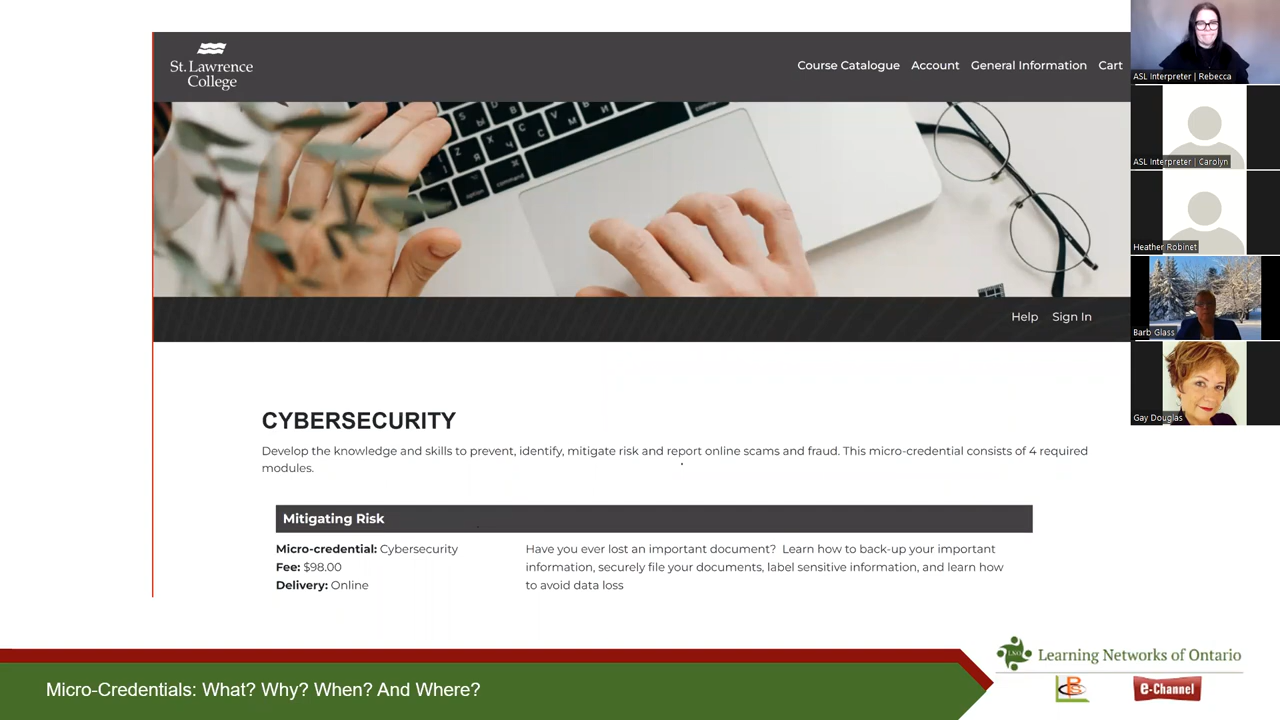 St. Lawrence
College
Course Catalogue Account General Information Cart
ASL Interpreter | Rebecca
ASL Interpreter | Carolyn
Heather Robinet
Barb Glass
Gay Douglas
option
command
command
Help Sign In
CYBERSECURITY
Develop the knowledge and skills to prevent, identify, mitigate risk and report online scams and fraud. This micro-credential consists of 4 required
modules.
Mitigating Risk
Micro-credential: Cybersecurity
Fee: $98.00
Delivery: Online
Have you ever lost an important document? Learn how to back-up your important
information, securely file your documents, label sensitive information, and learn how
to avoid data loss
Micro-Credentials: What? Why? When? And Where?
LNO
Learning Networks of Ontario
e-Channel